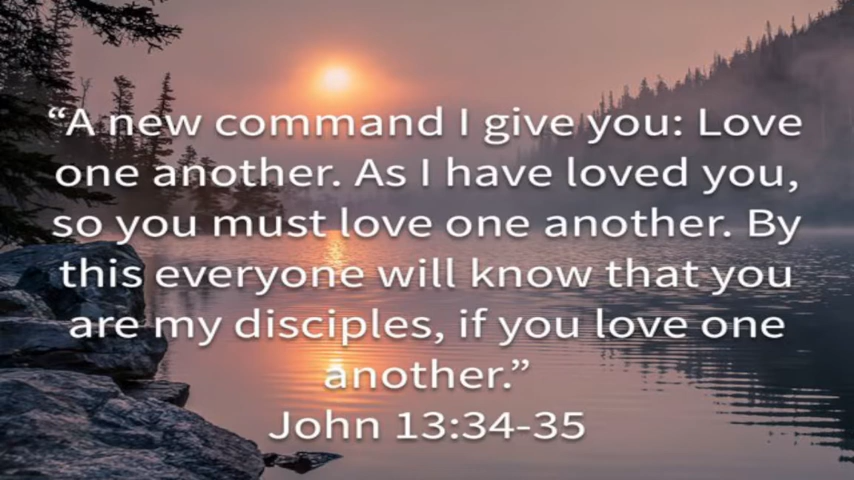 “A new command I give you: Love
one another. As I have loved you,
so you must love one another. By
this everyone will know that you
are my disciples, if you love one
another.”
John 13:34-35